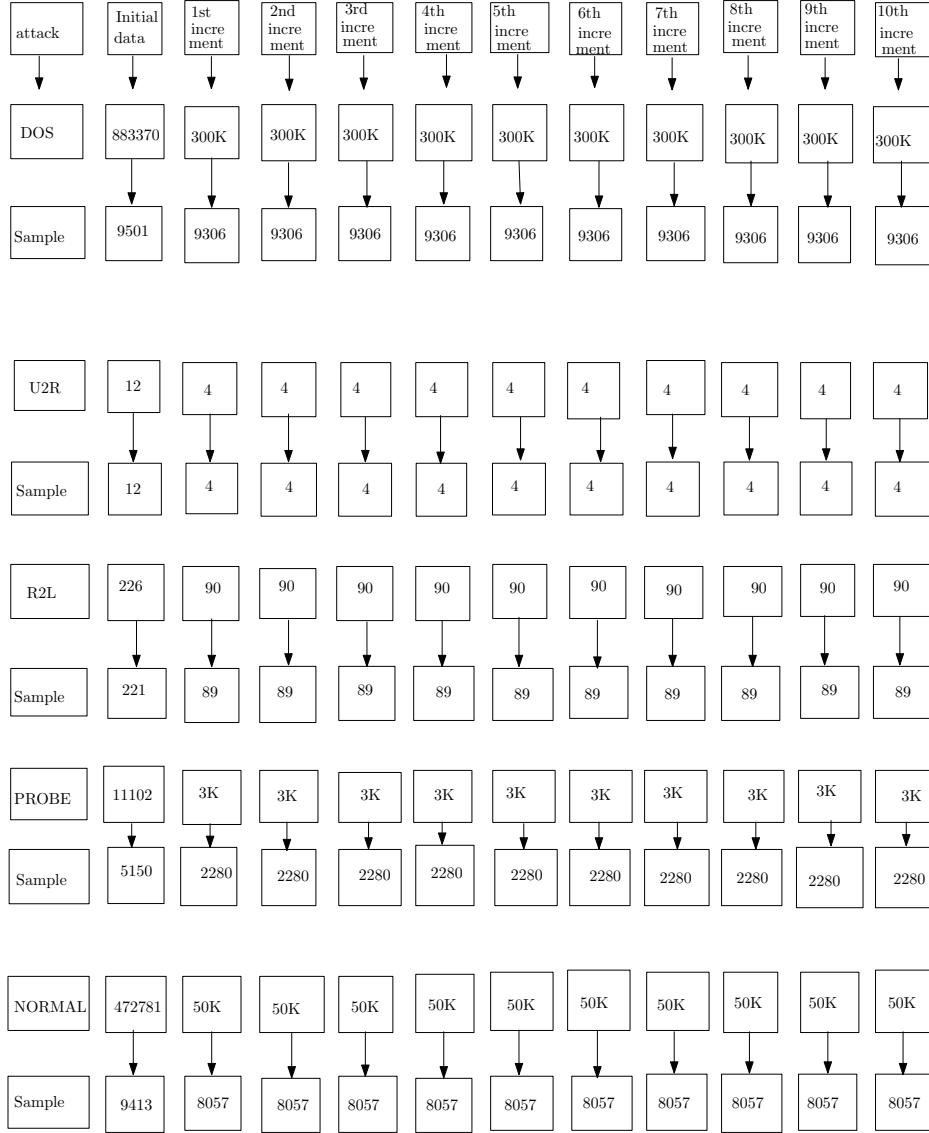 attack Initial data 1st incre ment 2nd incre ment 3rd incre ment 4th incre ment 5th incre ment 6th incre ment 7th incre ment 8th incre ment 9th incre ment 10th incre ment
DOS 883370 300K 300K 300K 300K 300K 300K 300K 300K 300K 300K
Sample 9501 9306 9306 9306 9306 9306 9306 9306 9306 9306 9306
U2R 12 4 4 4 4 4 4 4 4 4 4
Sample 12 4 4 4 4 4 4 4 4 4 4
R2L 226 90 90 90 90 90 90 90 90 90 90
Sample 221 89 89 89 89 89 89 89 89 89 89
PROBE 11102 3K 3K 3K 3K 3K 3K 3K 3K 3K 3K
Sample 5150 2280 2280 2280 2280 2280 2280 2280 2280 2280 2280
NORMAL 472781 50K 50K 50K 50K 50K 50K 50K 50K 50K 50K
Sample 9413 8057 8057 8057 8057 8057 8057 8057 8057 8057 8057